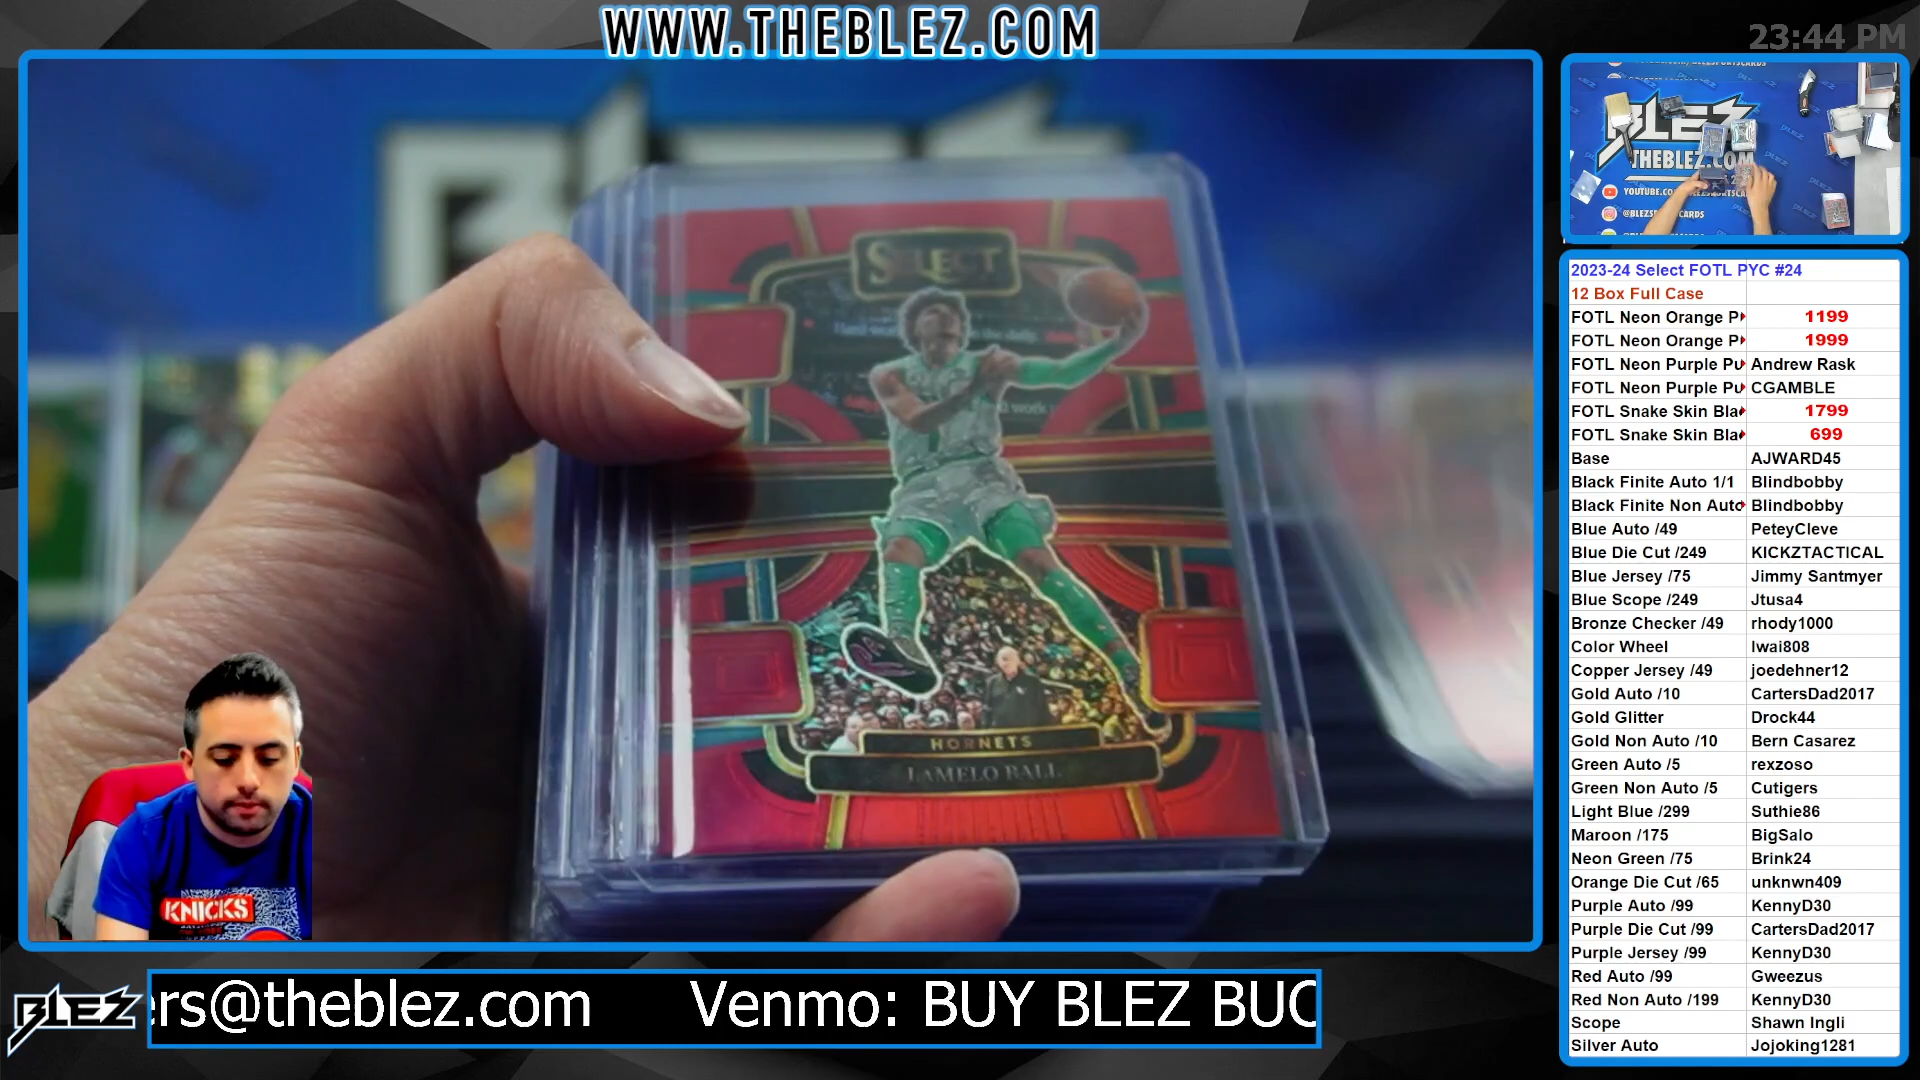 WWW.THEBLEZ.COM
23:44 PM
SELECT
HORNETS
LAMELO BALL
KNICKS
BLEZ
THEBLEZ.COM
2023-24 Select FOTL PYC #24
12 Box Full Case
FOTL Neon Orange P 1199
FOTL Neon Orange P 1999
FOTL Neon Purple Pu Andrew Rask
FOTL Neon Purple Pu CGAMBLE
FOTL Snake Skin Bla 1799
FOTL Snake Skin Bla 699
Base AJWARD45
Black Finite Auto 1/1 Blindbobby
Black Finite Non Auto Blindbobby
Blue Auto /49 PeteyCleve
Blue Die Cut /249 KICKZTACTICAL
Blue Jersey /75 Jimmy Santmyer
Blue Scope /249 Jtusa4
Bronze Checker /49 rhody1000
Color Wheel Iwai808
Copper Jersey /49 joedehner12
Gold Auto /10 CartersDad2017
Gold Glitter Drock44
Gold Non Auto /10 Bern Casarez
Green Auto /5 rexzoso
Green Non Auto /5 Cutigers
Light Blue /299 Suthie86
Maroon /175 BigSalo
Neon Green /75 Brink24
Orange Die Cut /65 unknwn409
Purple Auto /99 KennyD30
Purple Die Cut /99 CartersDad2017
Purple Jersey /99 KennyD30
Red Auto /99 Gweezus
Red Non Auto /199 KennyD30
Scope Shawn Ingli
Silver Auto Jojoking1281
BLEZ
ers@theblez.com Venmo: BUY BLEZ BUC